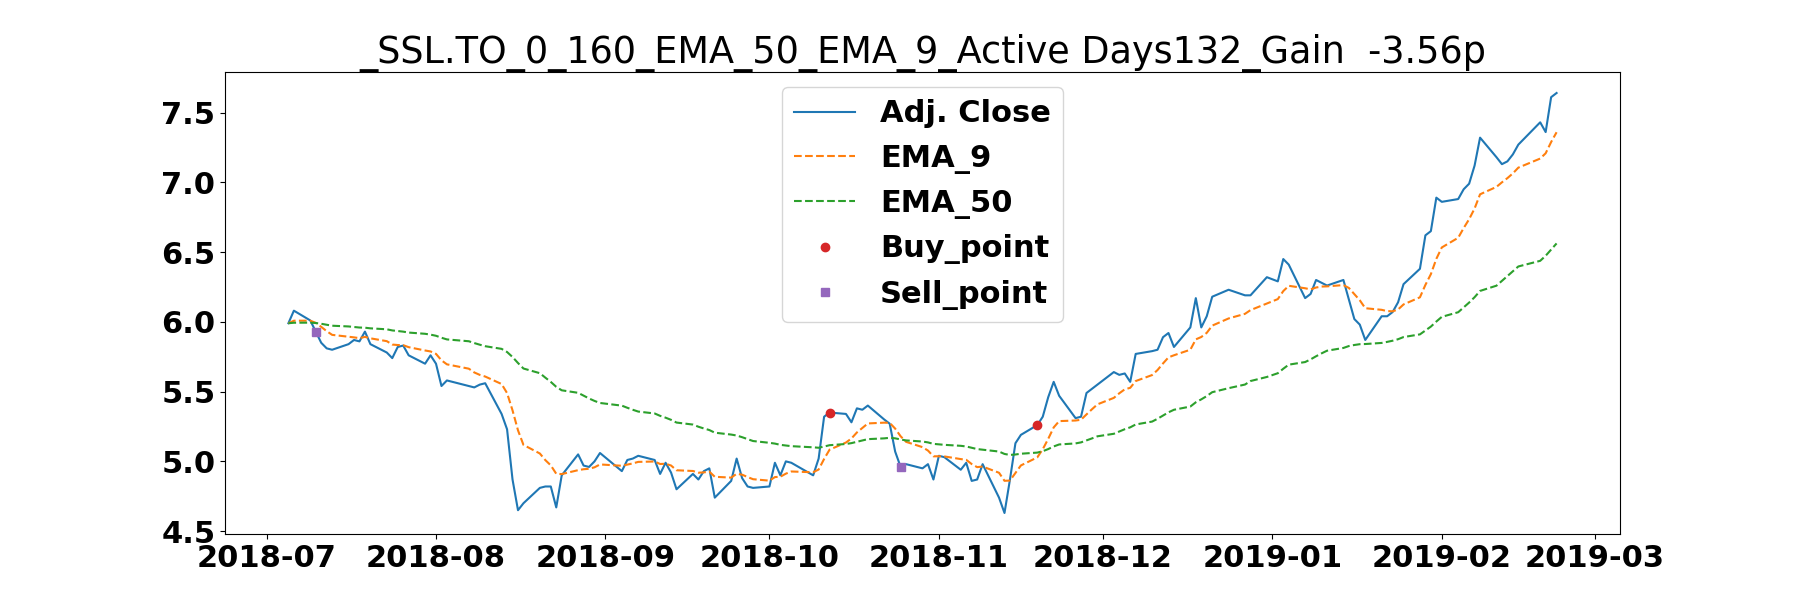 _SSL.TO_0_160_EMA_50_EMA_9_Active Days132_Gain  -3.56p
Adj. Close
EMA_9
EMA_50
Buy_point
Sell_point
7.5
7.0
6.5
6.0
5.5
5.0
4.5
2018-07 2018-08 2018-09 2018-10 2018-11 2018-12 2019-01 2019-02 2019-03